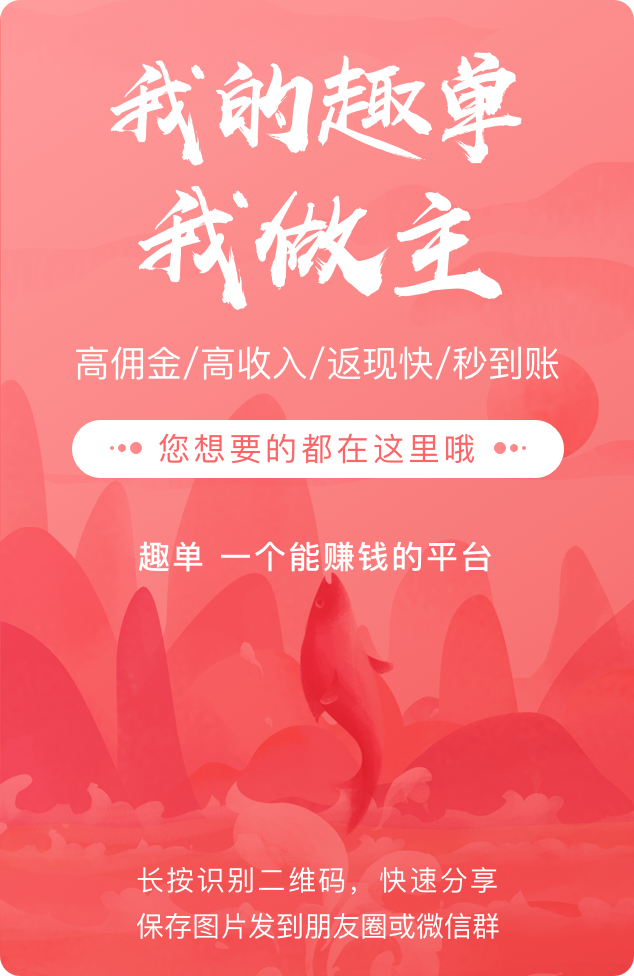 我的趣单
我做主
高佣金/高收入/返现快/秒到账
您想要的都在这里哦
趣单 一个能赚钱的平台
长按识别二维码，快速分享
保存图片发到朋友圈或微信群